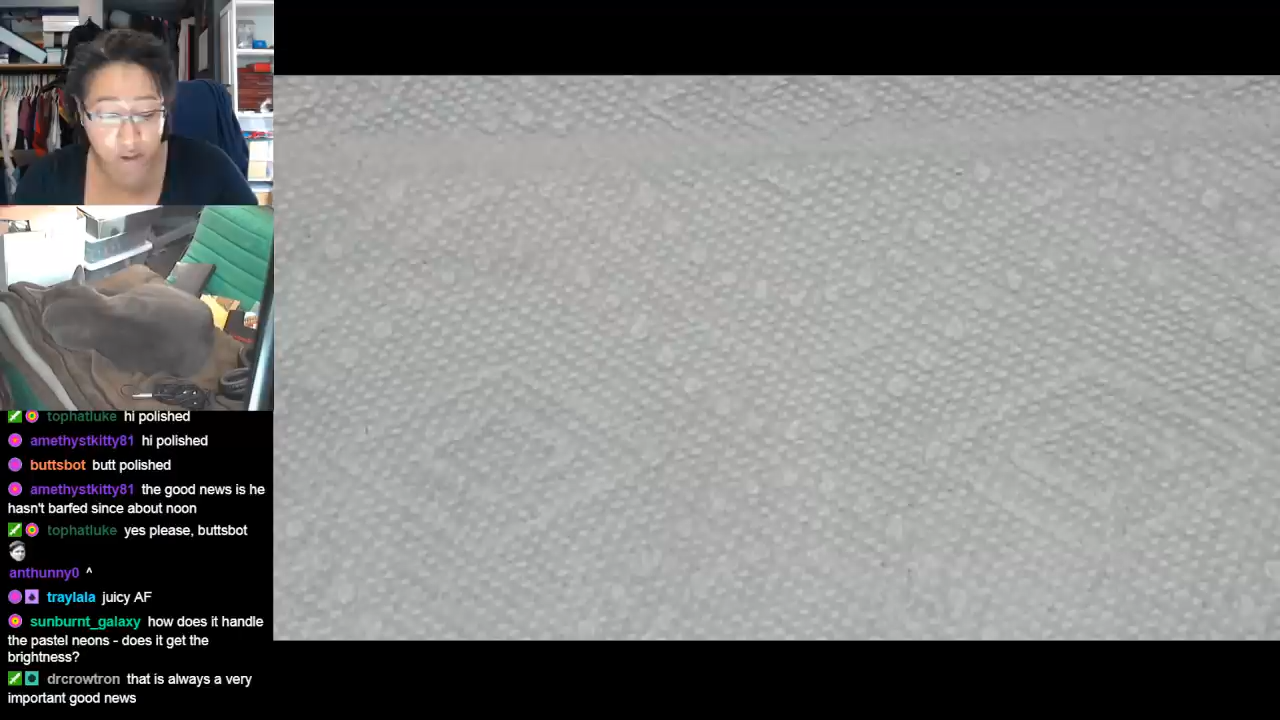 tophatluke hi polished
amethystkitty81 hi polished
buttsbot butt polished
amethystkitty81 the good news is he
hasn't barfed since about noon
tophatluke yes please, buttsbot
anthunny0 ^
traylala juicy AF
sunburnt_galaxy how does it handle
the pastel neons - does it get the
brightness?
drcrowtron that is always a very
important good news